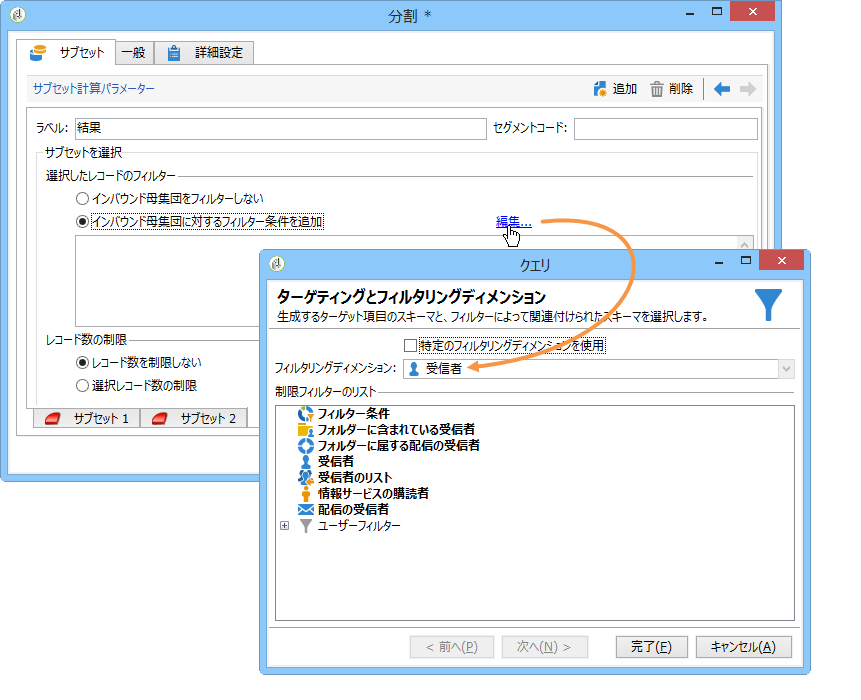 分割 *
サブセット 一般 詳細設定
サブセット計算パラメーター 追加 削除
ラベル: 結果 セグメントコード:
サブセットを選択
選択したレコードのフィルター
インバウンド母集団をフィルターしない
インバウンド母集団に対するフィルター条件を追加 編集...
レコード数の制限
レコード数を制限しない
選択レコード数の制限
サブセット 1 サブセット 2
クエリ
ターゲティングとフィルタリングディメンション
生成するターゲット項目のスキーマと、フィルターによって関連付けられたスキーマを選択します。
特定のフィルタリングディメンションを使用
フィルタリングディメンション: 受信者
制限フィルターのリスト
フィルター条件
フォルダーに含まれている受信者
フォルダーに属する配信の受信者
受信者
受信者のリスト
情報サービスの購読者
配信の受信者
ユーザーフィルター
< 前へ(P) 次へ(N) > 完了(F) キャンセル(A)